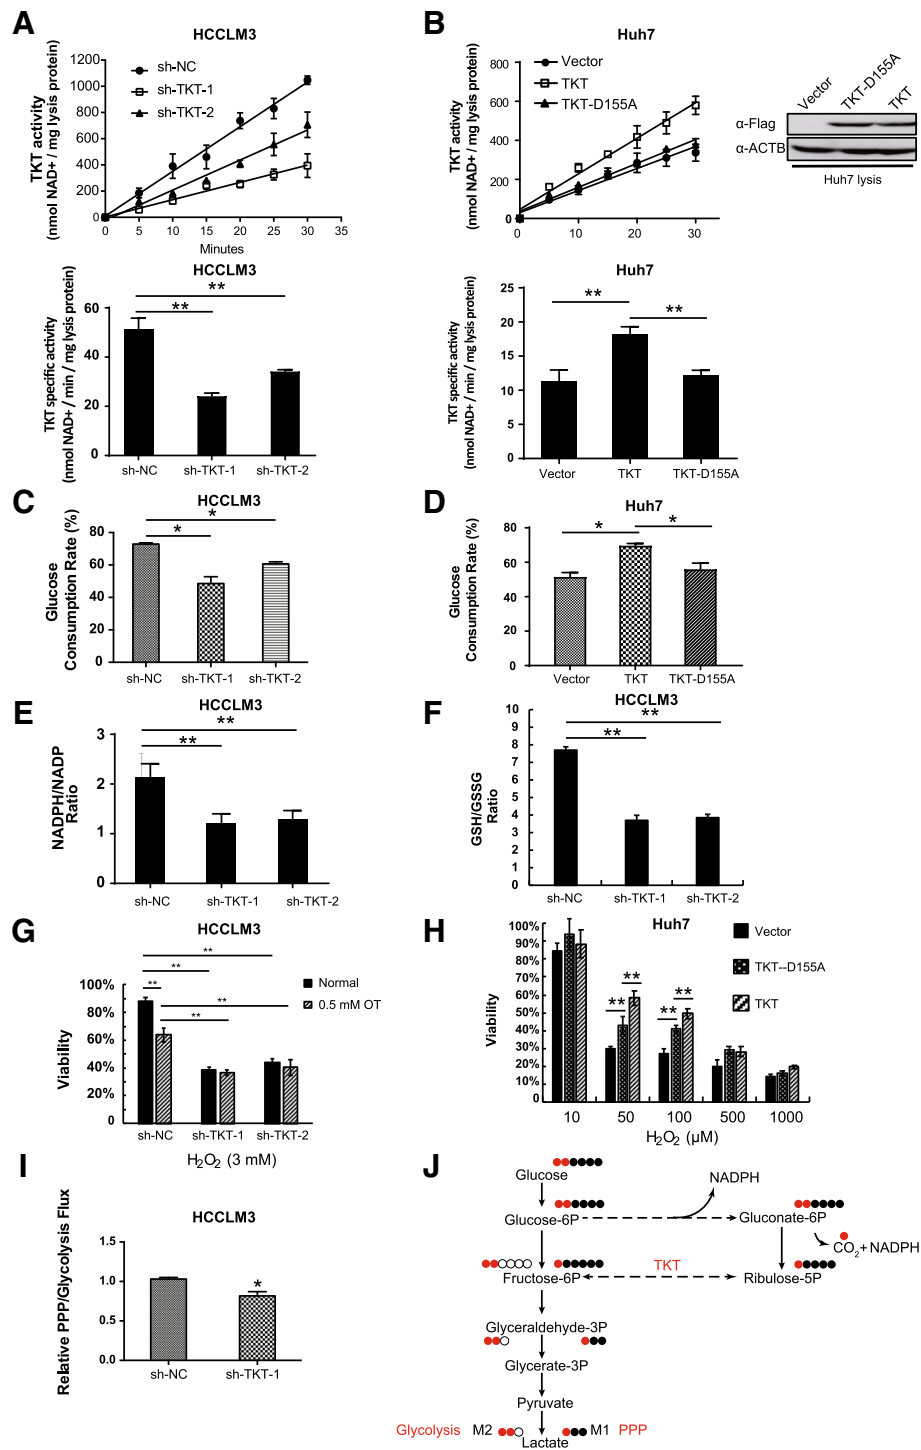 A
HCCLM3
TKT activity
(nmol NAD+ / mg lysis protein)
1200
1000
800
600
400
200
0
sh-NC
sh-TKT-1
sh-TKT-2
0 5 10 15 20 25 30 35
Minutes
HCCLM3
TKT specific activity
(nmol NAD+ / min / mg lysis protein)
60
40
20
0
**
**
sh-NC sh-TKT-1 sh-TKT-2
B
Huh7
TKT activity
(nmol NAD+ / mg lysis protein)
800
600
400
200
0
Vector
TKT
TKT-D155A
0 10 20 30
Vector
TKT-D155A
TKT
α-Flag
α-ACTB
Huh7 lysis
Huh7
TKT specific activity
(nmol NAD+ / min / mg lysis protein)
25
20
15
10
5
0
**
**
Vector TKT TKT-D155A
C
HCCLM3
Glucose
Consumption Rate (%)
80
60
40
20
0
*
*
sh-NC sh-TKT-1 sh-TKT-2
D
Huh7
Glucose
Consumption Rate (%)
80
60
40
20
0
*
*
Vector TKT TKT-D155A
E
HCCLM3
NADPH/NADP
Ratio
3
2
1
0
**
**
sh-NC sh-TKT-1 sh-TKT-2
F
HCCLM3
GSH/GSSG
Ratio
10
9
8
7
6
5
4
3
2
1
0
**
**
sh-NC sh-TKT-1 sh-TKT-2
G
HCCLM3
Viability
100%
80%
60%
40%
20%
0
**
**
**
**
**
Normal
0.5 mM OT
sh-NC sh-TKT-1 sh-TKT-2
H2O2 (3 mM)
H
Huh7
Viability
100%
90%
80%
70%
60%
50%
40%
30%
20%
10%
0
**
**
**
**
Vector
TKT--D155A
TKT
10 50 100 500 1000
H2O2 (µM)
I
HCCLM3
Relative PPP/Glycolysis Flux
1.5
1.0
0.5
0.0
*
sh-NC sh-TKT-1
J
Glucose
NADPH
Glucose-6P
Gluconate-6P
CO2+NADPH
Fructose-6P
TKT
Ribulose-5P
Glyceraldehyde-3P
Glycerate-3P
Pyruvate
Glycolysis M2 M1 PPP
Lactate